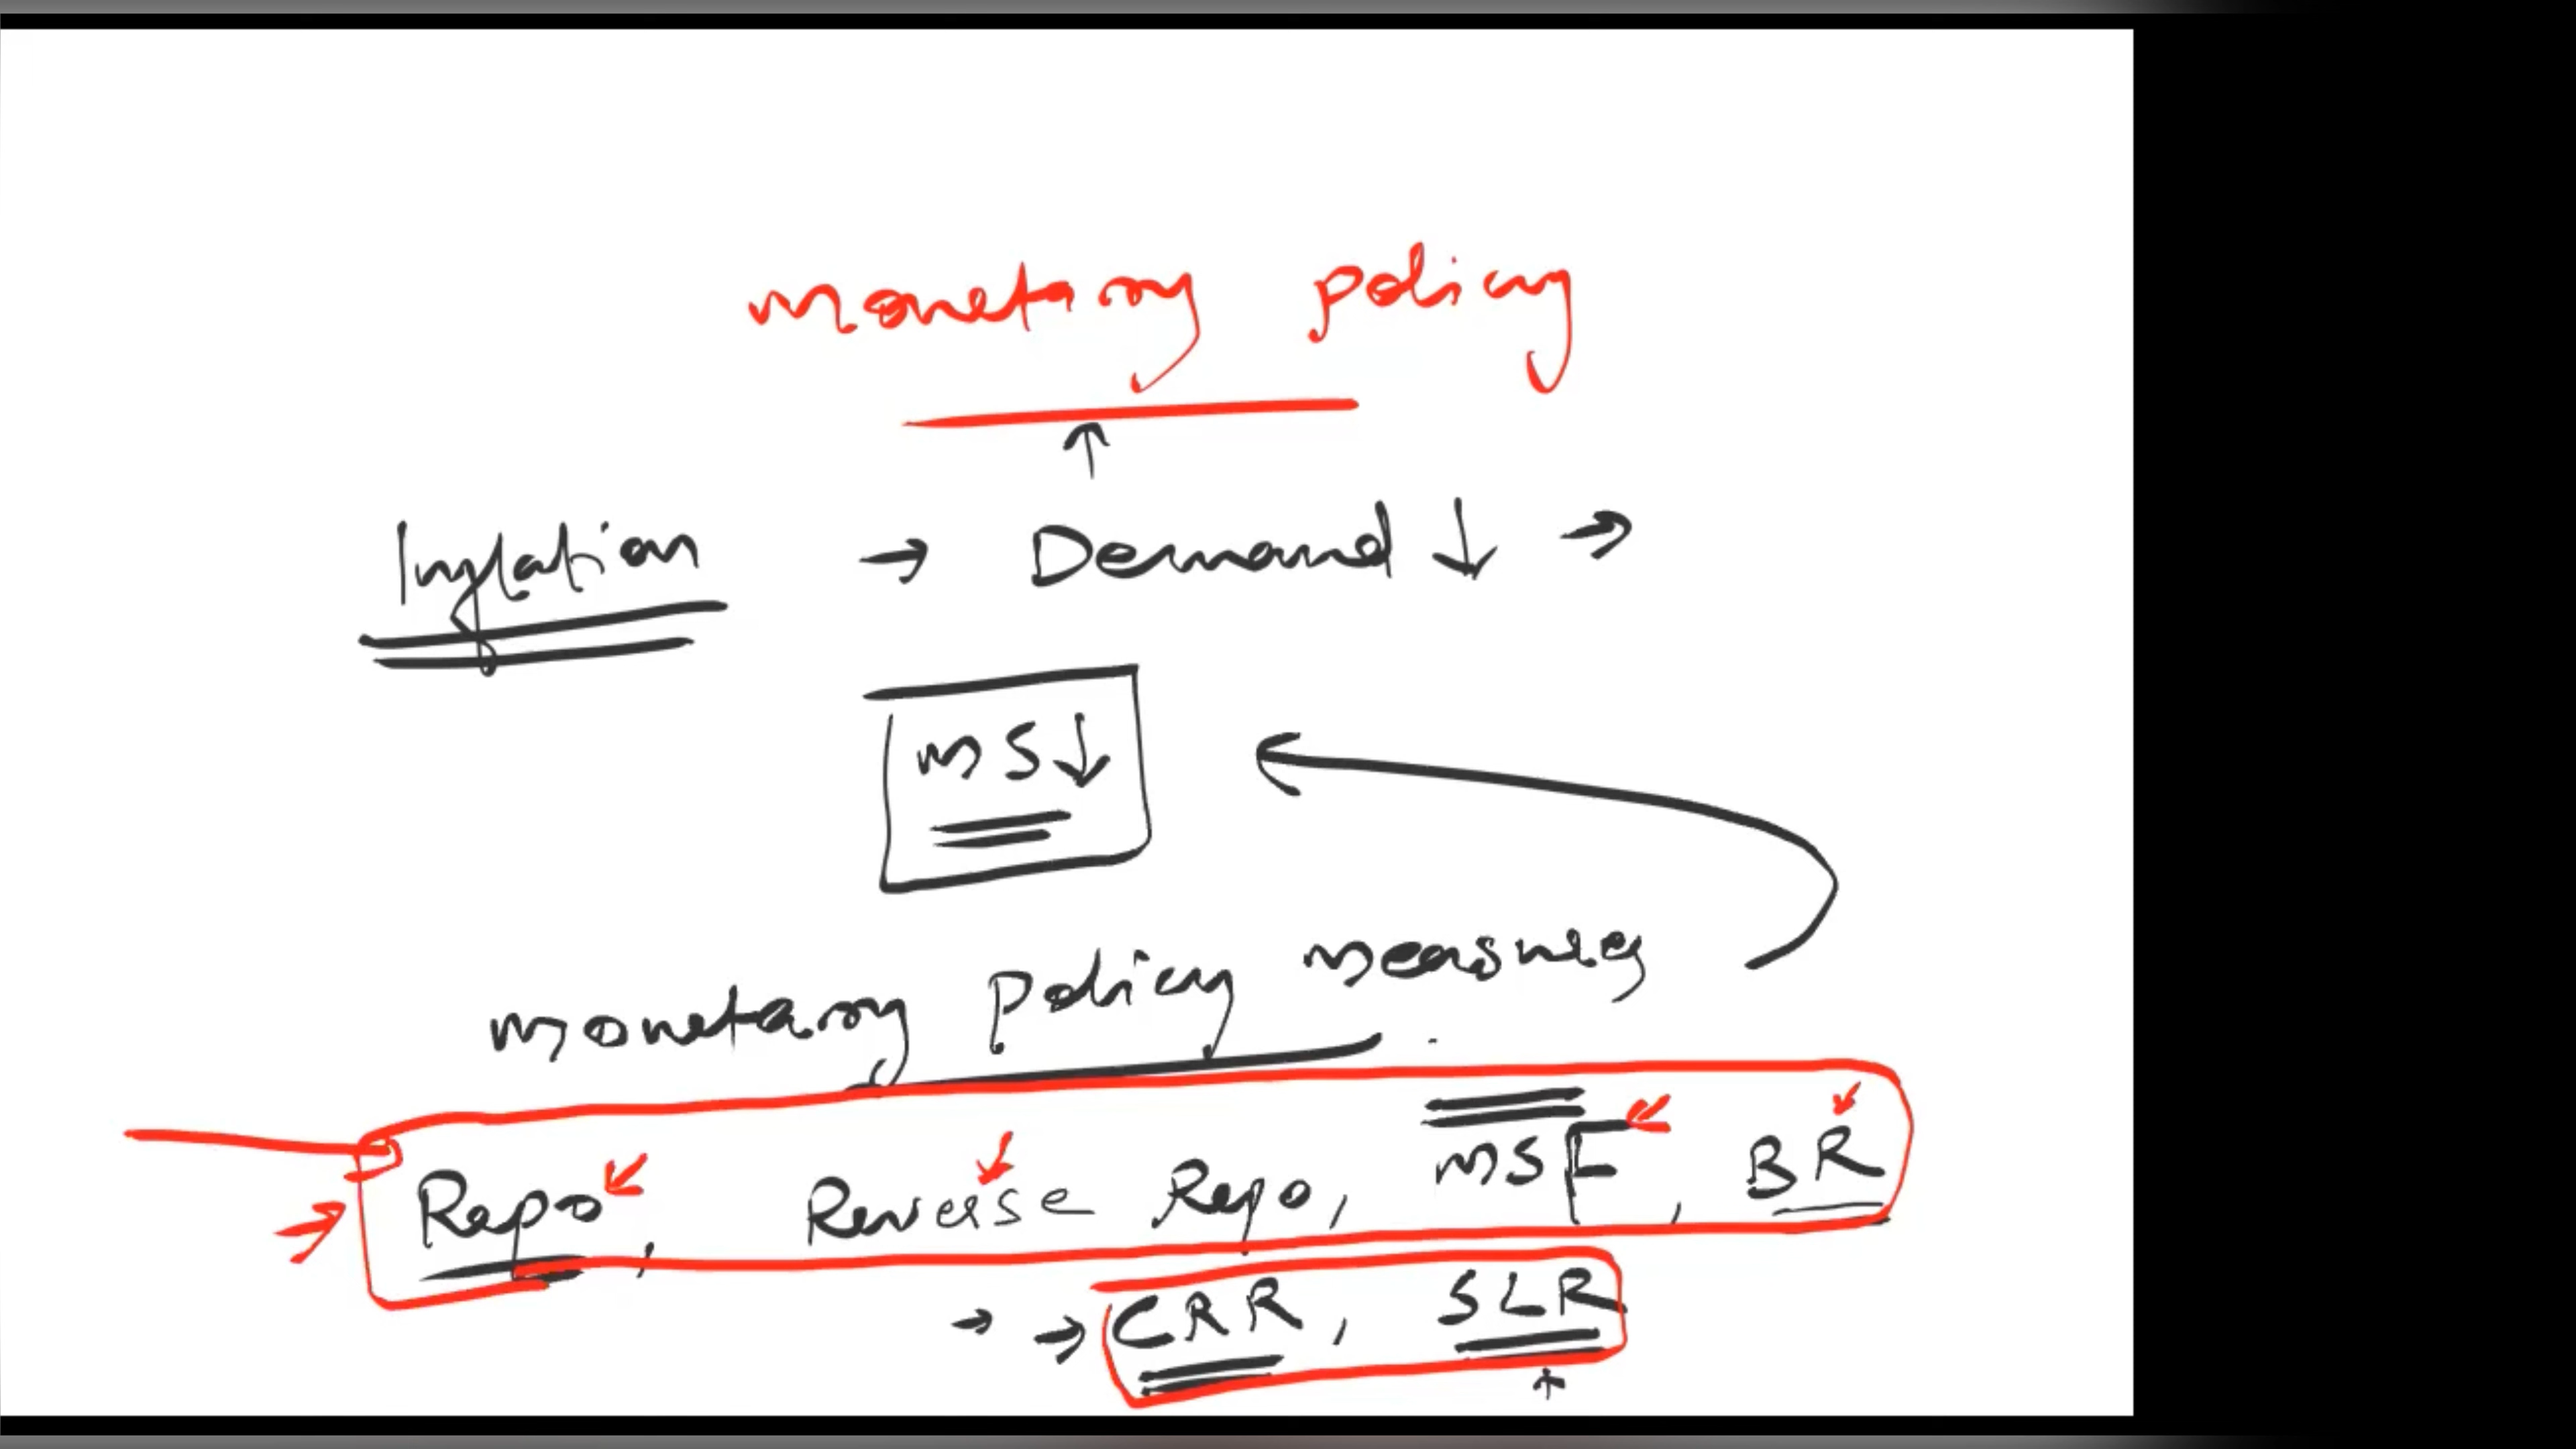 monetary policy
↑
Inflation → Demand ↓ →
MS↓
monetary policy measures
Repo, Reverse Repo, MSF, BR
→ → CRR, SLR
↑